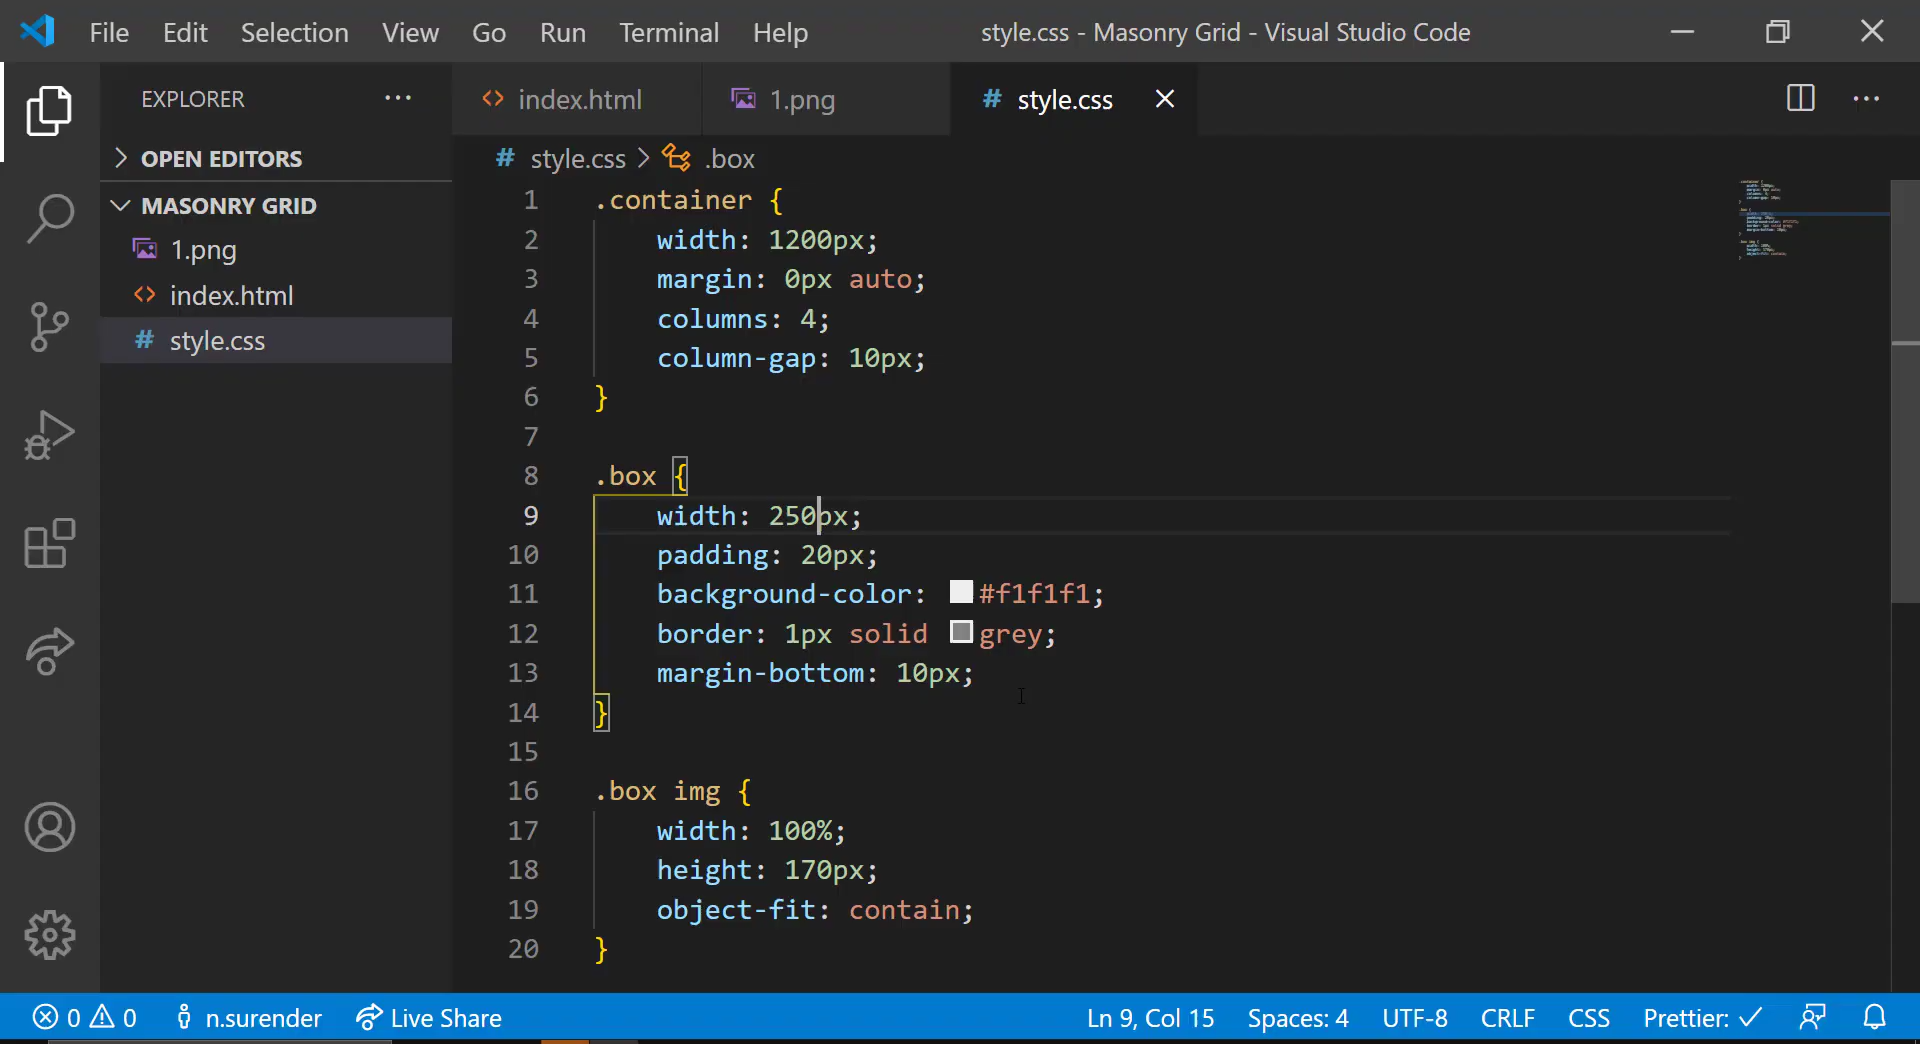 File Edit Selection View Go Run Terminal Help style.css - Masonry Grid - Visual Studio Code
EXPLORER
index.html
1.png
# style.css
OPEN EDITORS
MASONRY GRID
1.png
index.html
# style.css
# style.css > .box
1 .container {
2 width: 1200px;
3 margin: 0px auto;
4 columns: 4;
5 column-gap: 10px;
6 }
7
8 .box {
9 width: 250px;
10 padding: 20px;
11 background-color: #f1f1f1;
12 border: 1px solid grey;
13 margin-bottom: 10px;
14 }
15
16 .box img {
17 width: 100%;
18 height: 170px;
19 object-fit: contain;
20 }
0 0 n.surender Live Share Ln 9, Col 15 Spaces: 4 UTF-8 CRLF CSS Prettier: ✓